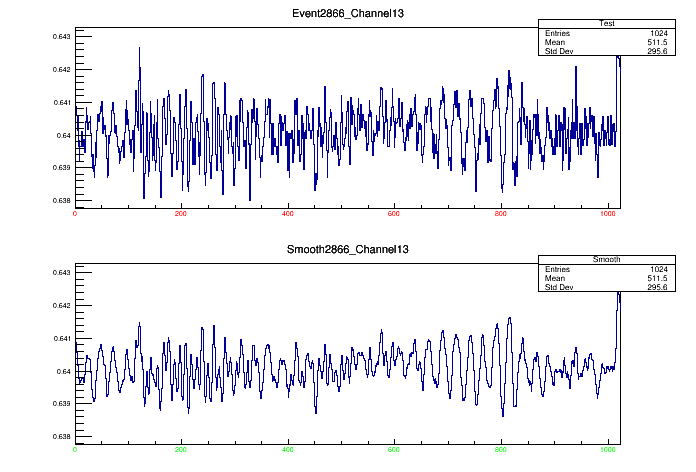 Event2866_Channel13
Test
Entries 1024
Mean 511.5
Std Dev 295.6
0.643
0.642
0.641
0.64
0.639
0.638
0 200 400 600 800 1000
Smooth2866_Channel13
Smooth
Entries 1024
Mean 511.5
Std Dev 295.6
0.643
0.642
0.641
0.64
0.639
0.638
0 200 400 600 800 1000